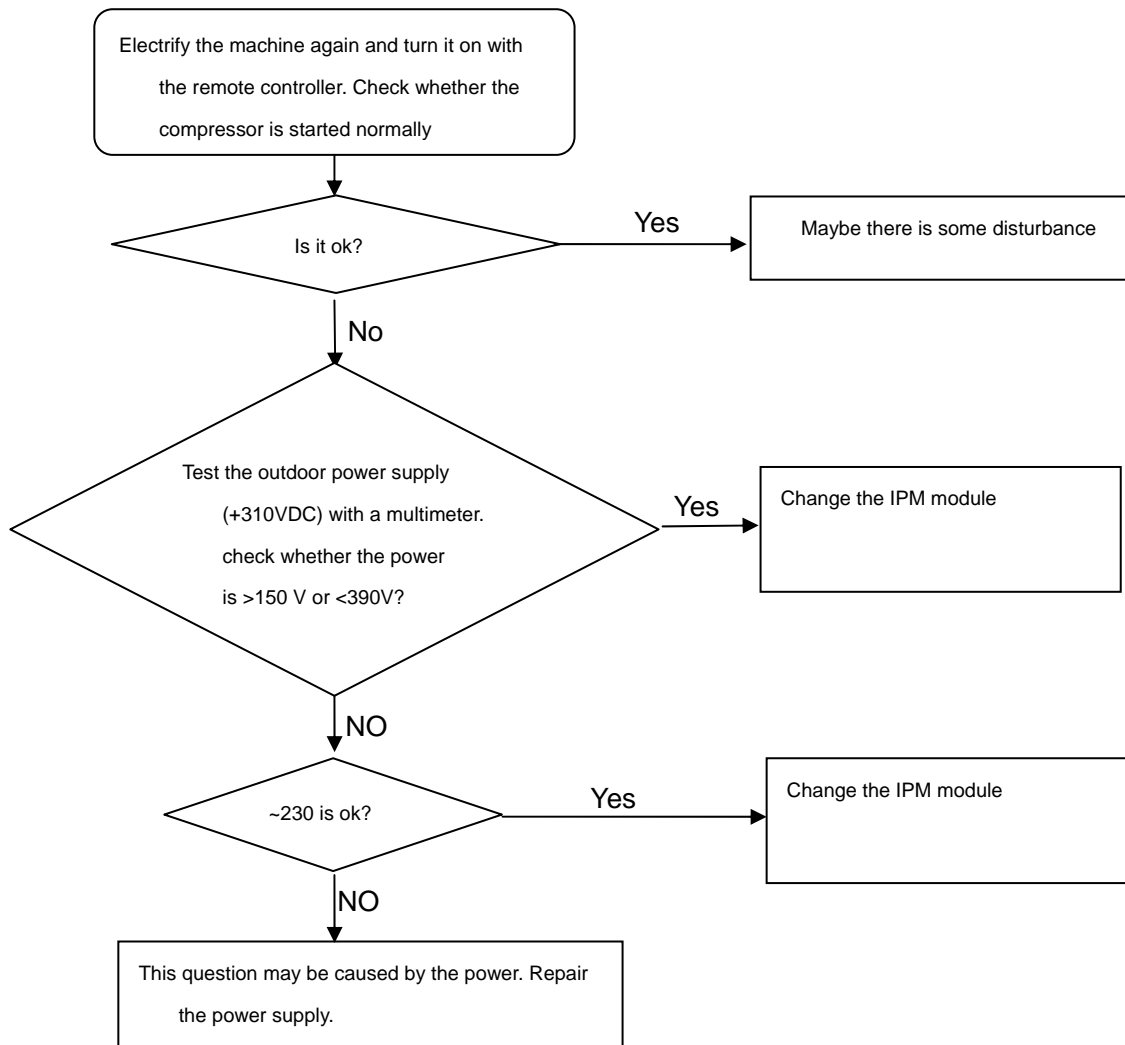 Electrify the machine again and turn it on with
the remote controller. Check whether the
compressor is started normally
Is it ok?
Yes
Maybe there is some disturbance
No
Test the outdoor power supply
(+310VDC) with a multimeter.
check whether the power
is >150 V or <390V?
Yes
Change the IPM module
NO
~230 is ok?
Yes
Change the IPM module
NO
This question may be caused by the power. Repair
the power supply.